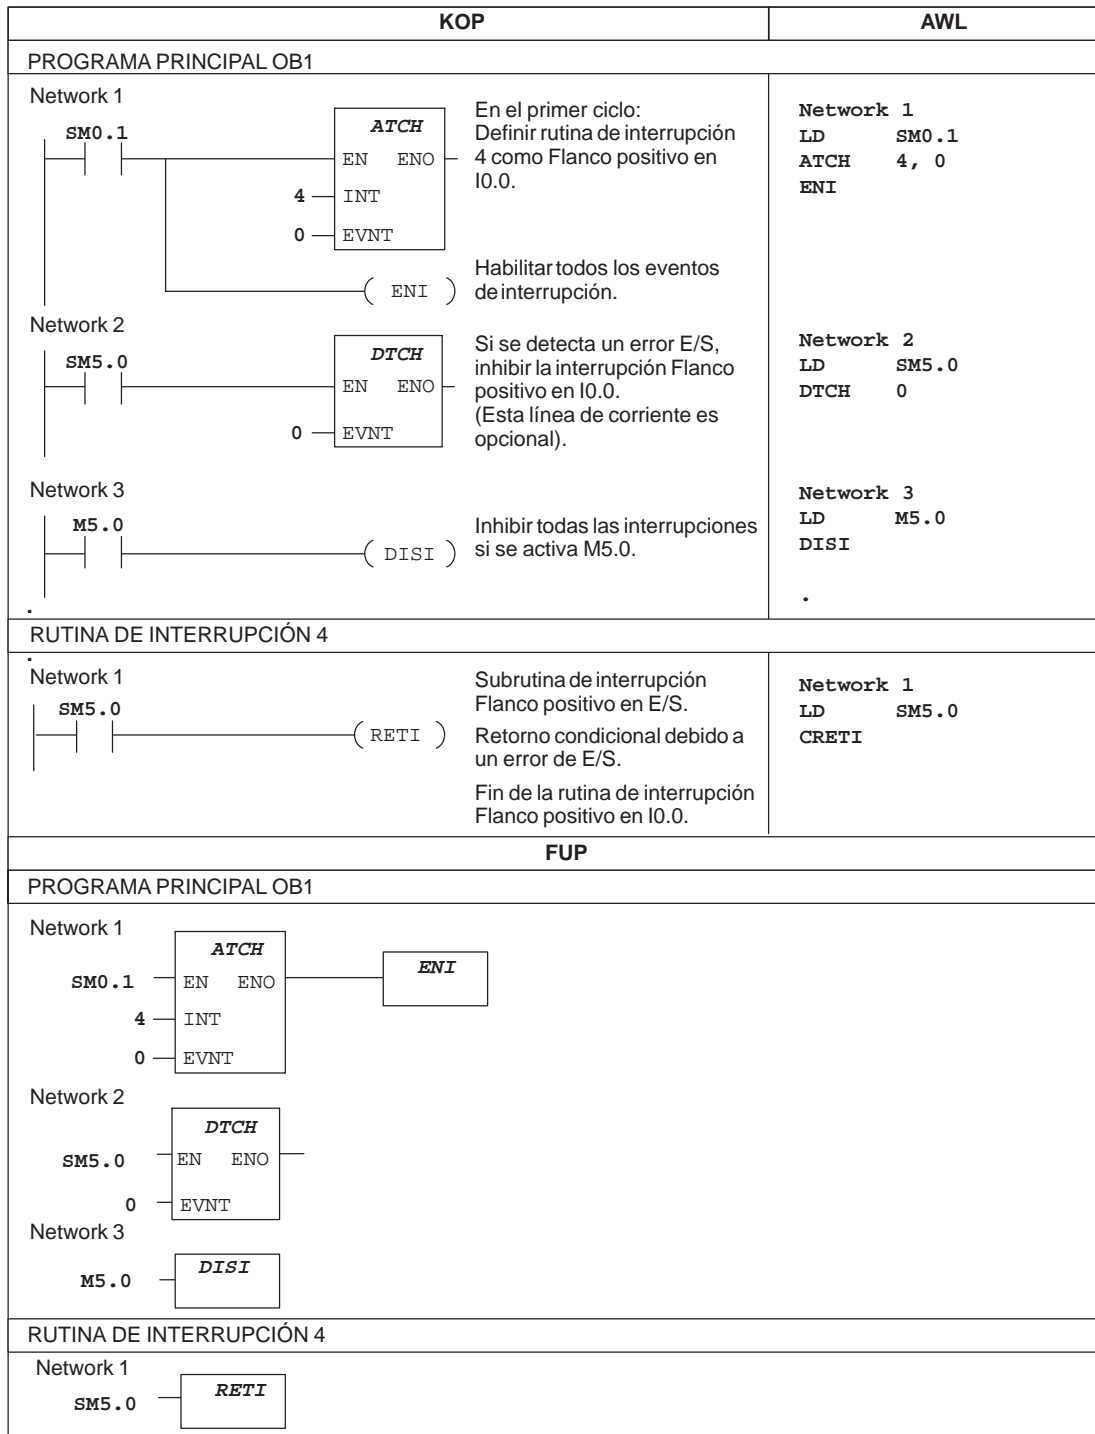 KOP
AWL
PROGRAMA PRINCIPAL OB1
Network 1
SM0.1
ATCH
EN ENO
4 INT
0 EVNT
ENI
En el primer ciclo:
Definir rutina de interrupción
4 como Flanco positivo en
I0.0.
Habilitar todos los eventos
de interrupción.
Network 1
LD SM0.1
ATCH 4, 0
ENI
Network 2
SM5.0
DTCH
EN ENO
0 EVNT
Si se detecta un error E/S,
inhibir la interrupción Flanco
positivo en I0.0.
(Esta línea de corriente es
opcional).
Network 2
LD SM5.0
DTCH 0
Network 3
M5.0
DISI
Inhibir todas las interrupciones
si se activa M5.0.
Network 3
LD M5.0
DISI
.
.
RUTINA DE INTERRUPCIÓN 4
.
Network 1
SM5.0
RETI
Subrutina de interrupción
Flanco positivo en E/S.
Retorno condicional debido a
un error de E/S.
Fin de la rutina de interrupción
Flanco positivo en I0.0.
Network 1
LD SM5.0
CRETI
FUP
PROGRAMA PRINCIPAL OB1
Network 1
ATCH
SM0.1 EN ENO
4 INT
0 EVNT
ENI
Network 2
DTCH
SM5.0 EN ENO
0 EVNT
Network 3
M5.0 DISI
RUTINA DE INTERRUPCIÓN 4
Network 1
SM5.0 RETI